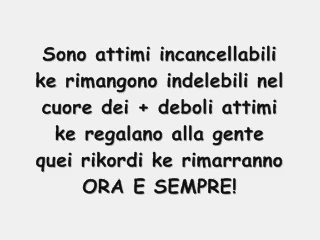 Sono attimi incancellabili
ke rimangono indelebili nel
cuore dei + deboli attimi
ke regalano alla gente
quei rikordi ke rimarranno
ORA E SEMPRE!